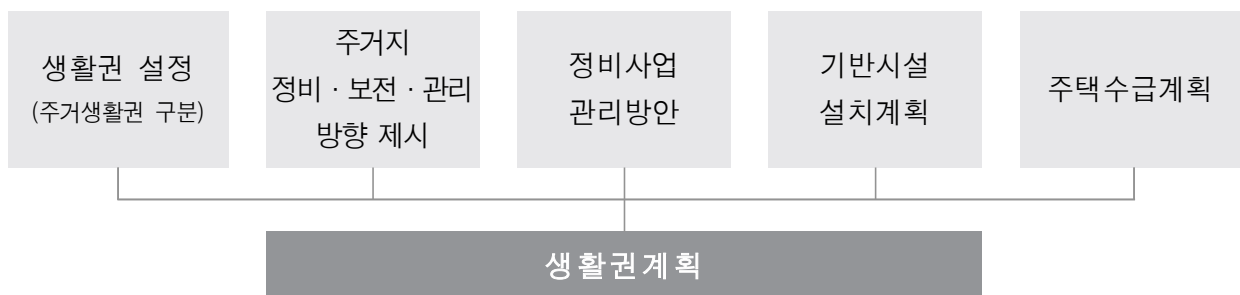 생활권 설정
(주거생활권 구분)
주거지
정비 · 보전 · 관리
방향 제시
정비사업
관리방안
기반시설
설치계획
주택수급계획
생활권계획